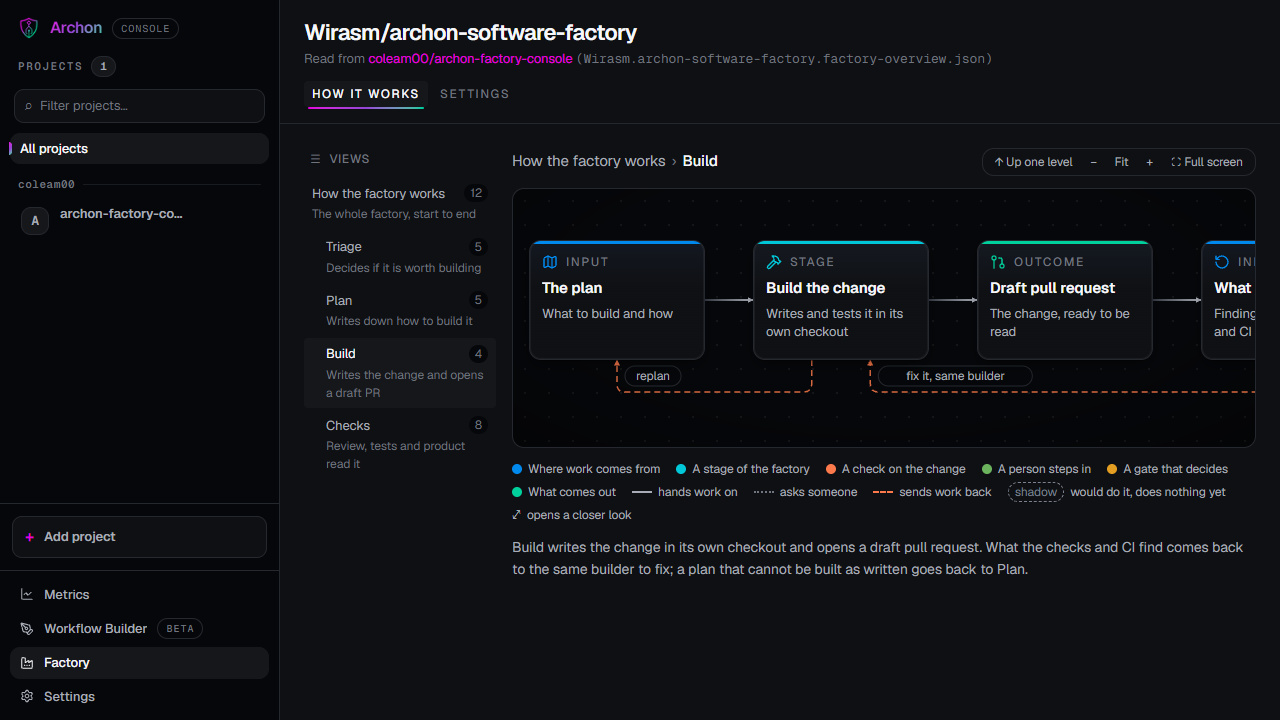 Archon CONSOLE
PROJECTS 1
Filter projects...
All projects
coleam00
A archon-factory-co...
Add project
Metrics
Workflow Builder BETA
Factory
Settings
Wirasm/archon-software-factory
Read from coleam00/archon-factory-console (Wirasm.archon-software-factory.factory-overview.json)
HOW IT WORKS SETTINGS
VIEWS
How the factory works 12
The whole factory, start to end
Triage 5
Decides if it is worth building
Plan 5
Writes down how to build it
Build 4
Writes the change and opens
a draft PR
Checks 8
Review, tests and product
read it
How the factory works › Build
↑ Up one level − Fit + Full screen
INPUT
The plan
What to build and how
STAGE
Build the change
Writes and tests it in its
own checkout
OUTCOME
Draft pull request
The change, ready to be
read
What
and CI
replan
fix it, same builder
Where work comes from A stage of the factory A check on the change A person steps in A gate that decides
What comes out hands work on asks someone sends work back shadow would do it, does nothing yet
opens a closer look
Build writes the change in its own checkout and opens a draft pull request. What the checks and CI find comes back
to the same builder to fix; a plan that cannot be built as written goes back to Plan.